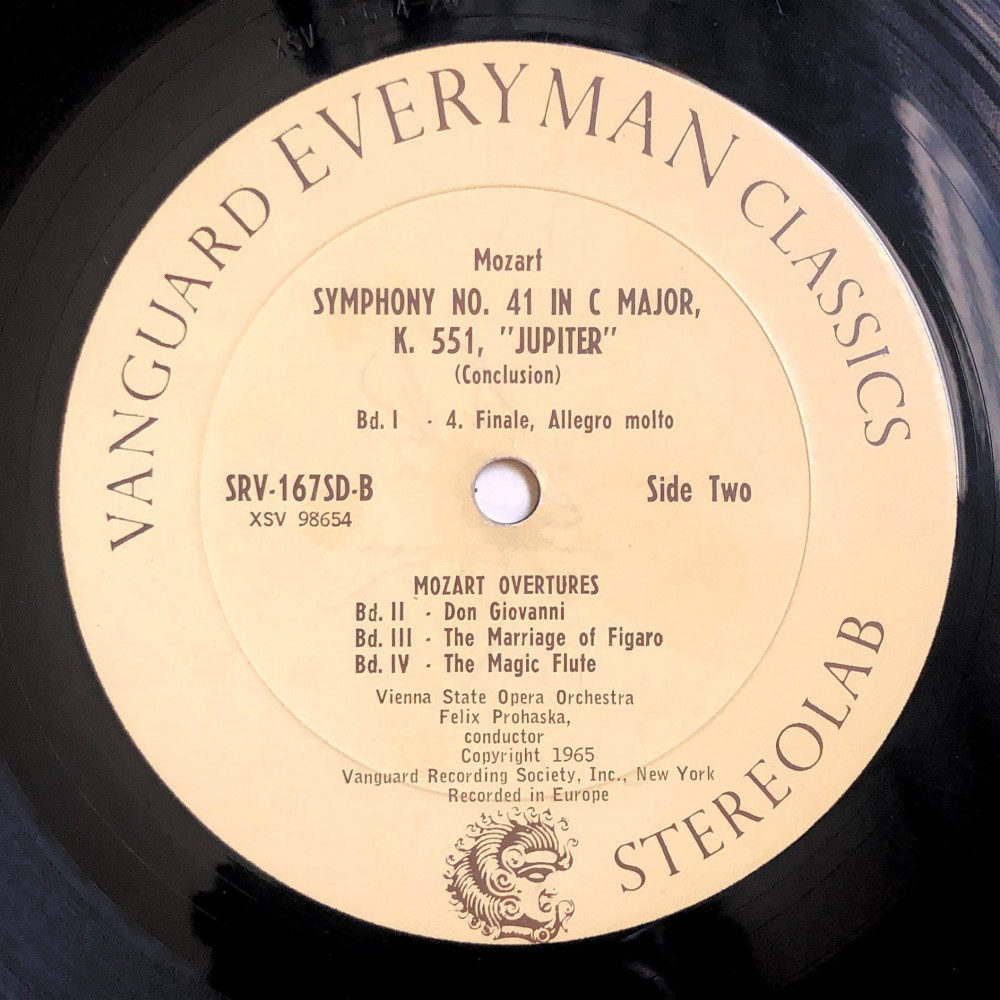 VANGUARD EVERYMAN CLASSICS
Mozart
SYMPHONY NO. 41 IN C MAJOR,
K. 551, "JUPITER"
(Conclusion)
Bd. I · 4. Finale, Allegro molto
SRV-167SD-B
XSV 98654
Side Two
MOZART OVERTURES
Bd. II · Don Giovanni
Bd. III · The Marriage of Figaro
Bd. IV · The Magic Flute
Vienna State Opera Orchestra
Felix Prohaska,
conductor
Copyright 1965
Vanguard Recording Society, Inc., New York
Recorded in Europe
STEREOLAB
XSV